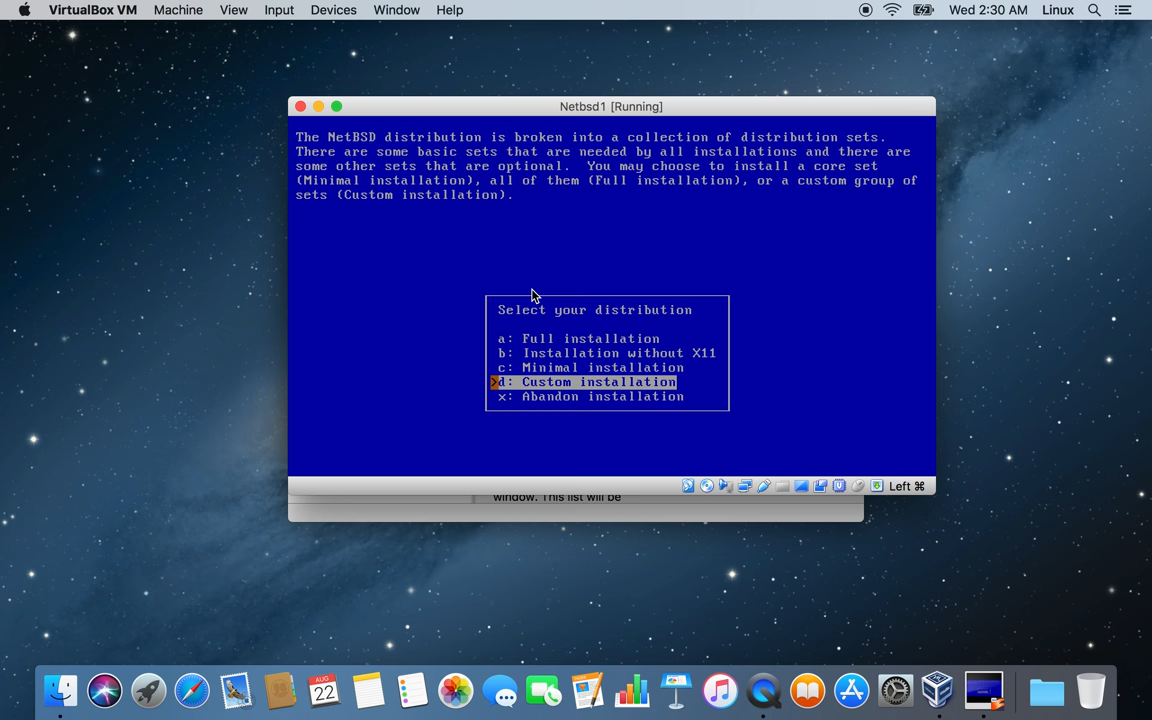 VirtualBox VM Machine View Input Devices Window Help Wed 2:30 AM Linux
Netbsd1 [Running]
The NetBSD distribution is broken into a collection of distribution sets.
There are some basic sets that are needed by all installations and there are
some other sets that are optional. You may choose to install a core set
(Minimal installation), all of them (Full installation), or a custom group of
sets (Custom installation).
Select your distribution
a: Full installation
b: Installation without X11
c: Minimal installation
>d: Custom installation
x: Abandon installation
Left ⌘
window. This list will be
AUG
22